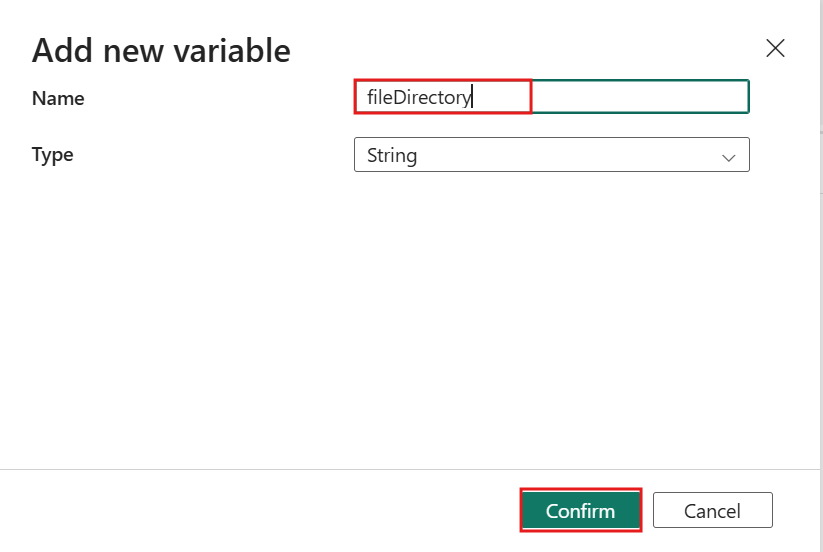 Add new variable
Name
fileDirectory
Type
String
Confirm
Cancel